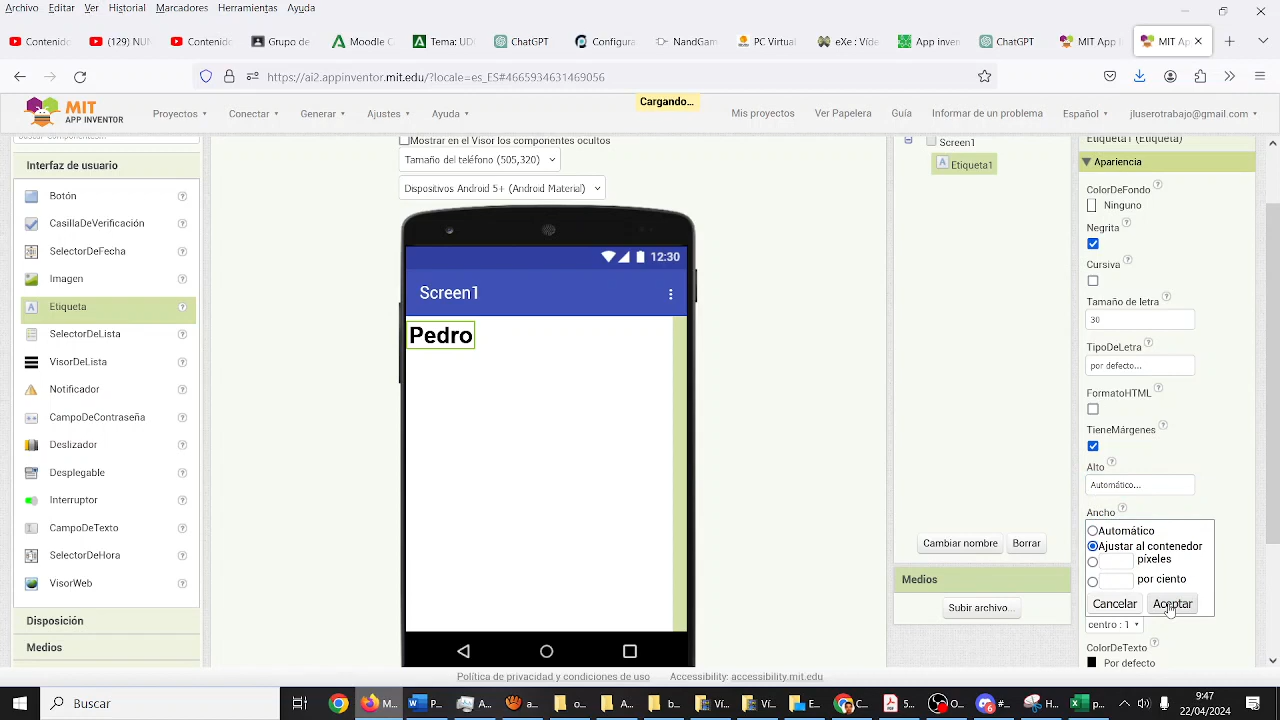 Archivo Editar Ver Historial Marcadores Herramientas Ayuda
Contenido (129) NUI Contenido Grupo de Moodle C Temas UD ChatGPT Configura NandGam PC Virtual eXe : Vide App inven ChatGPT MIT App I MIT Ap
https://ai2.appinventor.mit.edu/?locale=es_ES#4665934631469056
MIT
APP INVENTOR
Proyectos Conectar Generar Ajustes Ayuda
Cargando...
Mis proyectos Ver Papelera Guía Informar de un problema Español jluserotrabajo@gmail.com
Interfaz de usuario
Botón
CasillaDeVerificación
SelectorDeFecha
Imagen
Etiqueta
SelectorDeLista
VisorDeLista
Notificador
CampoDeContraseña
Deslizador
Desplegable
Interruptor
CampoDeTexto
SelectorDeHora
VisorWeb
Disposición
Medios
Mostrar en el Visor los componentes ocultos
Tamaño del teléfono (505,320)
Dispositivos Android 5+ (Android Material)
12:30
Screen1
Pedro
Screen1
Etiqueta1
Cambiar nombre Borrar
Medios
Subir archivo...
Etiqueta1 (Etiqueta)
Apariencia
ColorDeFondo
Ninguno
Negrita
Cursiva
Tamaño de letra
30
TipoDeLetra
por defecto...
FormatoHTML
TieneMárgenes
Alto
Automático...
Ancho
Automático
Ajustar al contenedor
píxeles
por ciento
Cancelar Aceptar
centro : 1
ColorDeTexto
Por defecto
Política de privacidad y condiciones de uso Accessibility: accessibility.mit.edu
Buscar
9:47
22/04/2024